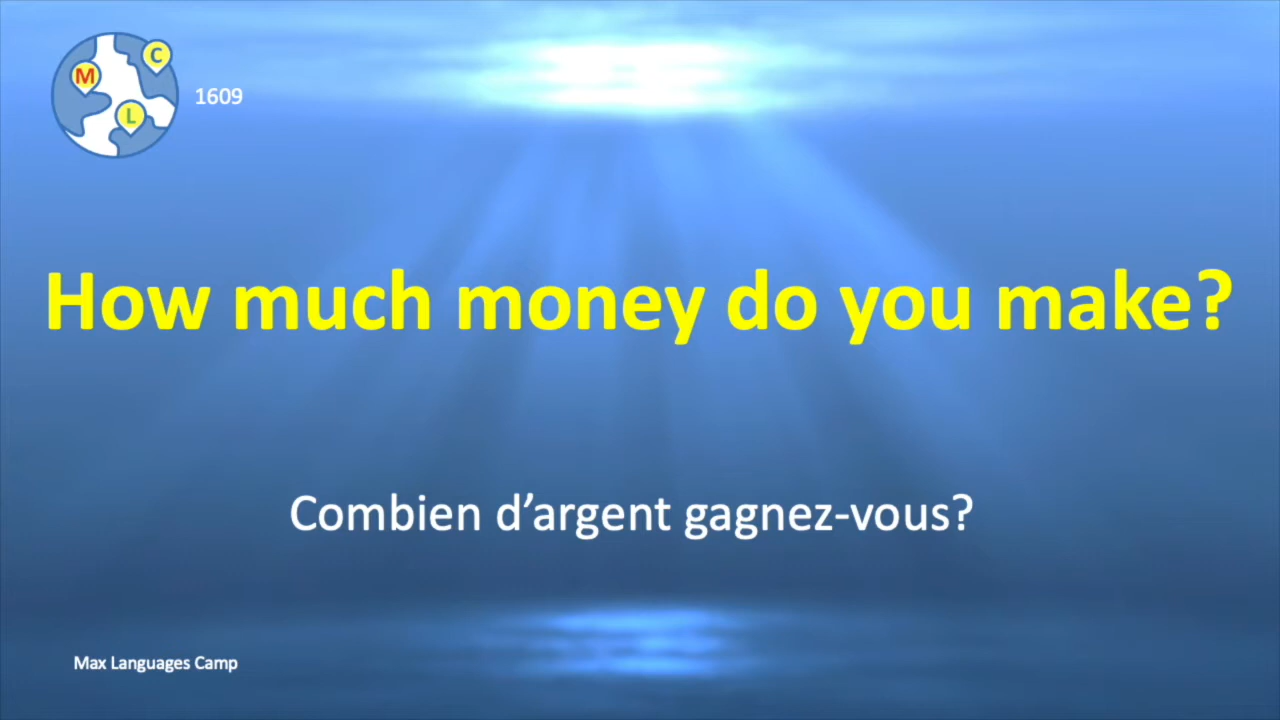 M
C
L
1609
How much money do you make?
Combien d’argent gagnez-vous?
Max Languages Camp